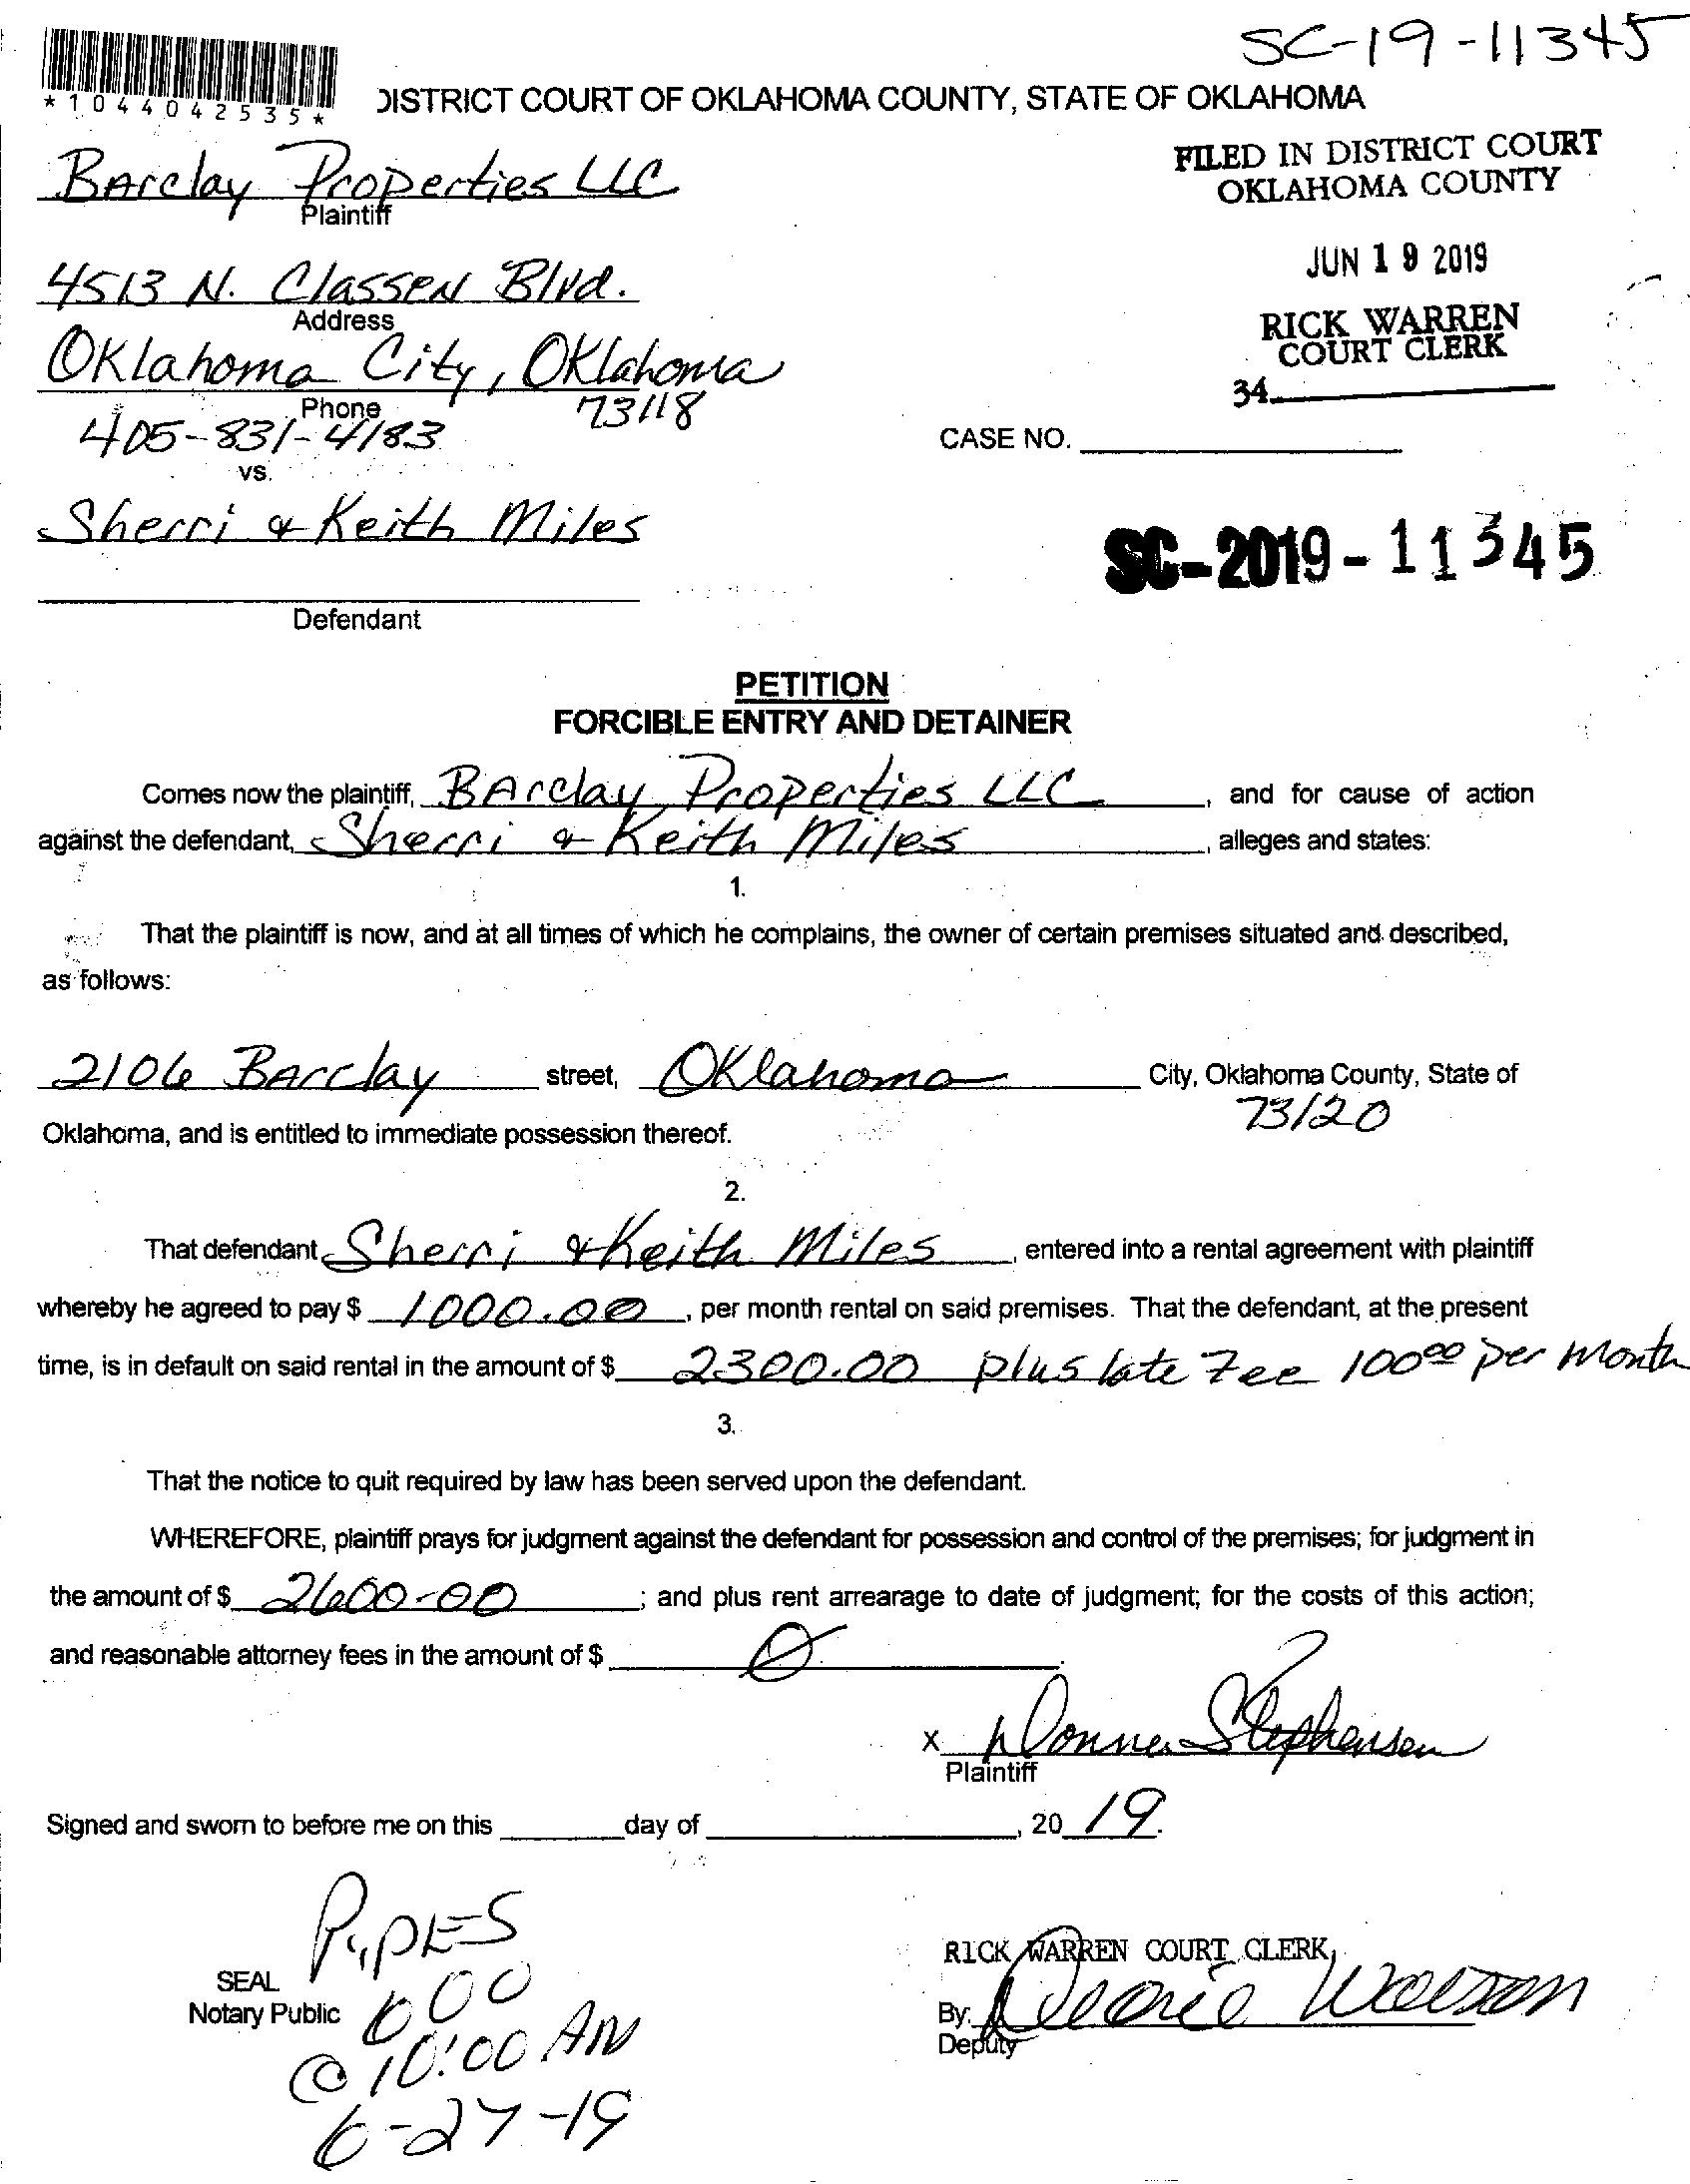 SC-19-11345
*1044042535*
DISTRICT COURT OF OKLAHOMA COUNTY, STATE OF OKLAHOMA
FILED IN DISTRICT COURT
OKLAHOMA COUNTY
JUN 19 2019
RICK WARREN
COURT CLERK
34
Barclay Properties LLC
Plaintiff
4513 N. Classen Blvd.
Address
Oklahoma City, Oklahoma
73118
Phone
405-831-4183
CASE NO.
vs.
Sherri & Keith Miles
SC-2019-11345
Defendant
PETITION
FORCIBLE ENTRY AND DETAINER
Comes now the plaintiff, Barclay Properties LLC, and for cause of action
against the defendant, Sherri & Keith Miles, alleges and states:
1.
That the plaintiff is now, and at all times of which he complains, the owner of certain premises situated and described,
as follows:
2106 Barclay street, Oklahoma City, Oklahoma County, State of
73120
Oklahoma, and is entitled to immediate possession thereof.
2.
That defendant Sherri & Keith Miles, entered into a rental agreement with plaintiff
whereby he agreed to pay $ 1000.00, per month rental on said premises. That the defendant, at the present
time, is in default on said rental in the amount of $ 2300.00 plus late Fee 100.00 per month
3.
That the notice to quit required by law has been served upon the defendant.
WHEREFORE, plaintiff prays for judgment against the defendant for possession and control of the premises; for judgment in
the amount of $ 2600-00; and plus rent arrearage to date of judgment; for the costs of this action;
and reasonable attorney fees in the amount of $ 0.
x Donna Stephenson
Plaintiff
Signed and sworn to before me on this day of , 20 19.
SEAL
Notary Public
600
@ 10:00 AM
6-27-19
RICK WARREN COURT CLERK
By.
Deputy